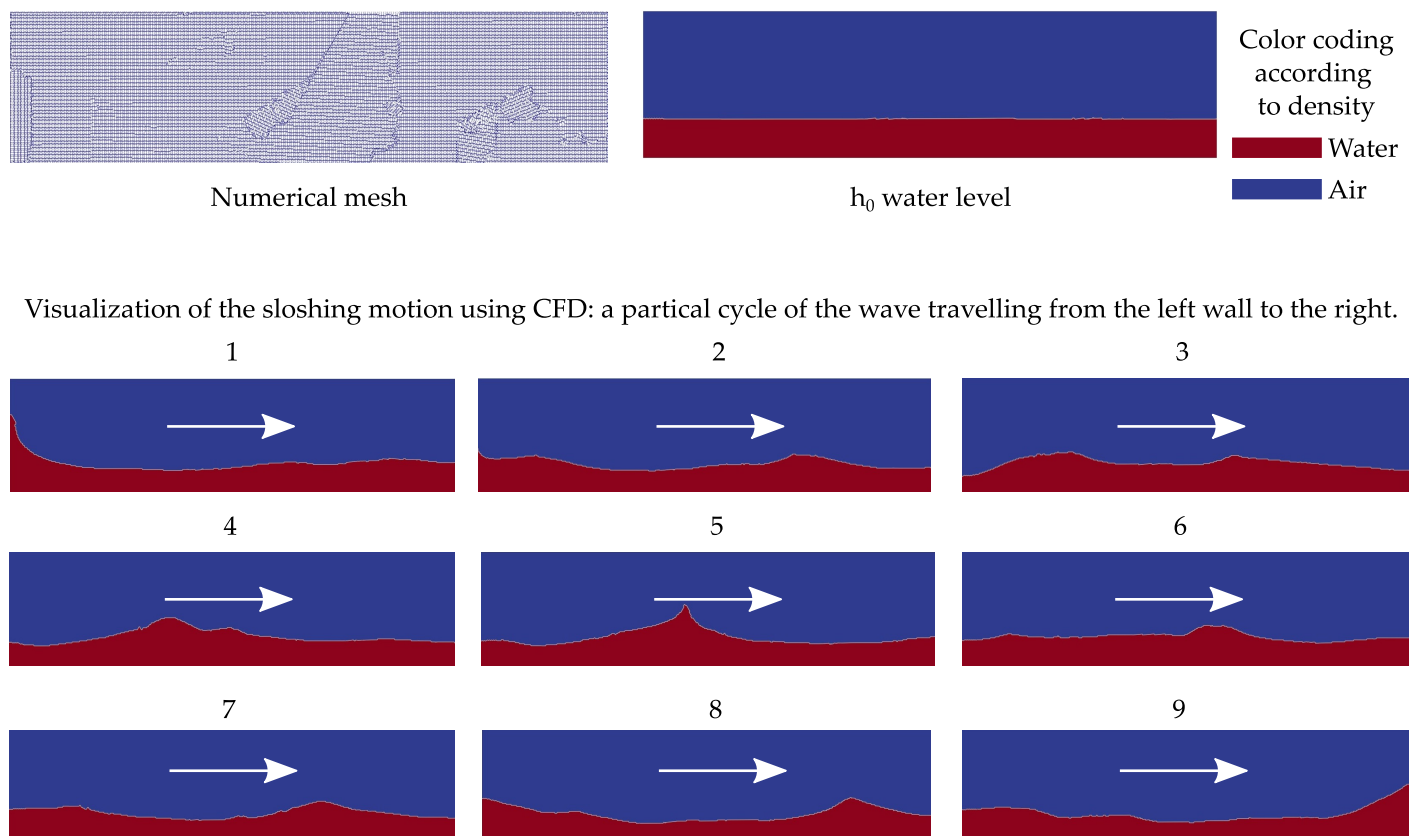 Numerical mesh
h₀ water level
Color coding
according
to density
Water
Air
Visualization of the sloshing motion using CFD: a partical cycle of the wave travelling from the left wall to the right.
1
2
3
4
5
6
7
8
9